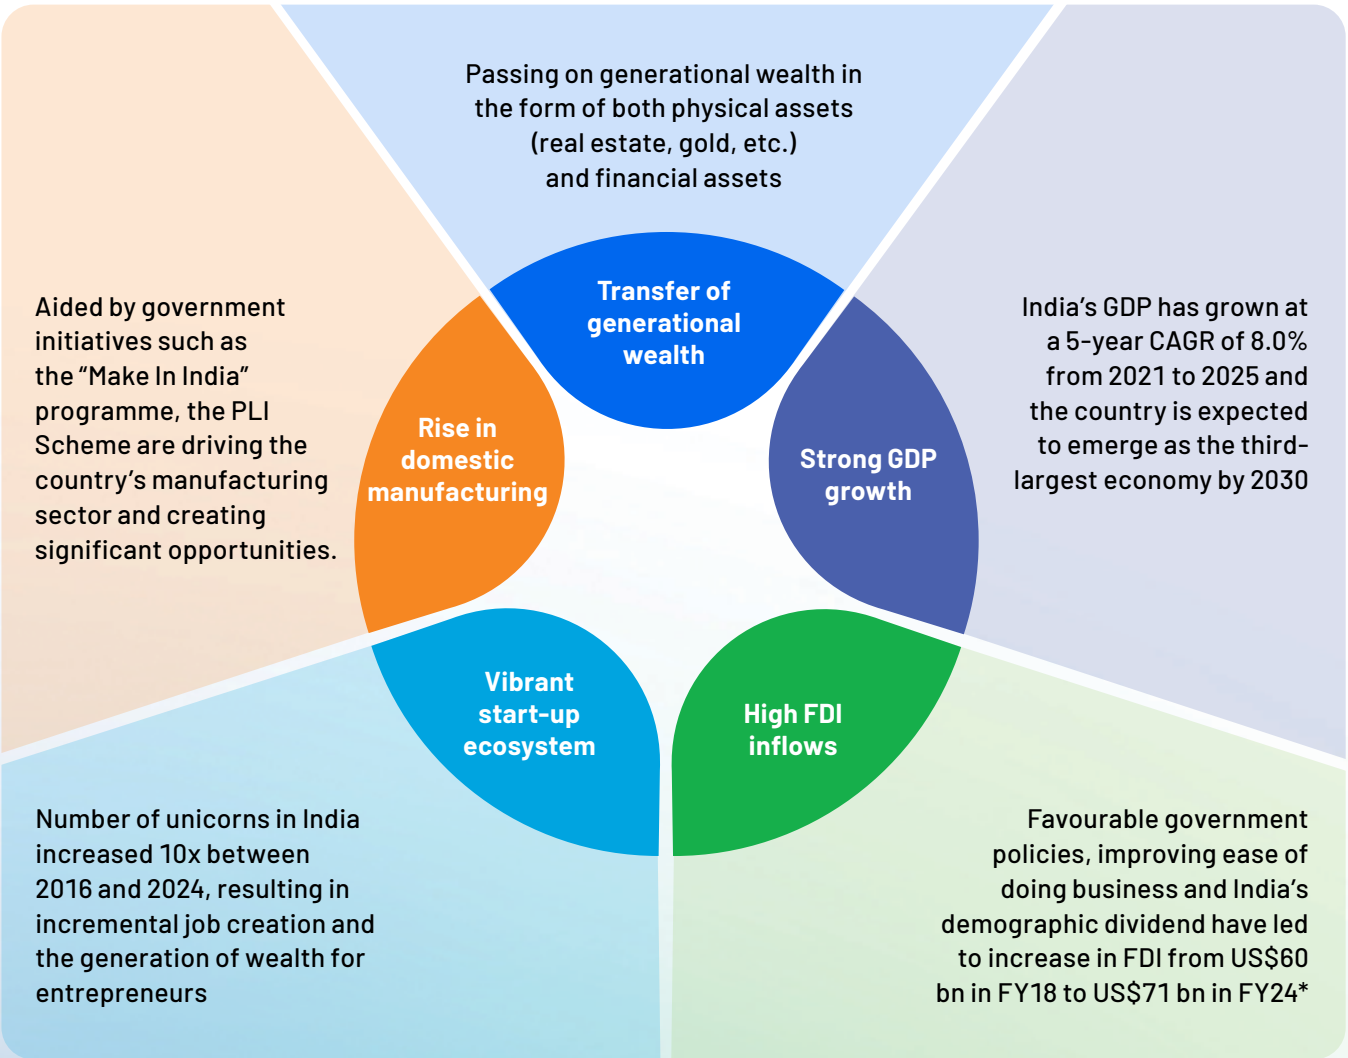 Passing on generational wealth in
the form of both physical assets
(real estate, gold, etc.)
and financial assets
Transfer of
generational
wealth
India’s GDP has grown at
a 5-year CAGR of 8.0%
from 2021 to 2025 and
the country is expected
to emerge as the third-
largest economy by 2030
Strong GDP
growth
Favourable government
policies, improving ease of
doing business and India’s
demographic dividend have led
to increase in FDI from US$60
bn in FY18 to US$71 bn in FY24*
High FDI
inflows
Number of unicorns in India
increased 10x between
2016 and 2024, resulting in
incremental job creation and
the generation of wealth for
entrepreneurs
Vibrant
start-up
ecosystem
Aided by government
initiatives such as
the “Make In India”
programme, the PLI
Scheme are driving the
country’s manufacturing
sector and creating
significant opportunities.
Rise in
domestic
manufacturing